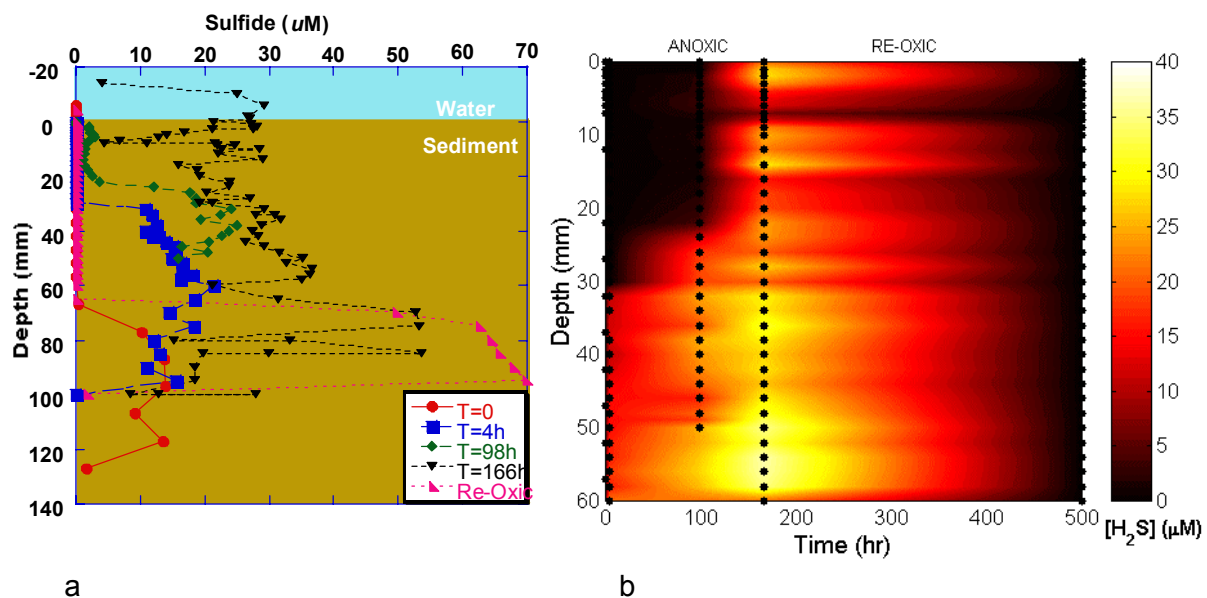 Sulfide (uM)
0 10 20 30 40 50 60 70
-20
0
20
40
60
80
100
120
140
Depth (mm)
Water
Sediment
T=0
T=4h
T=98h
T=166h
Re-Oxic
a
ANOXIC RE-OXIC
0
10
20
30
40
50
60
Depth (mm)
0 100 200 300 400 500
Time (hr)
40
35
30
25
20
15
10
5
0
[H₂S] (μM)
b